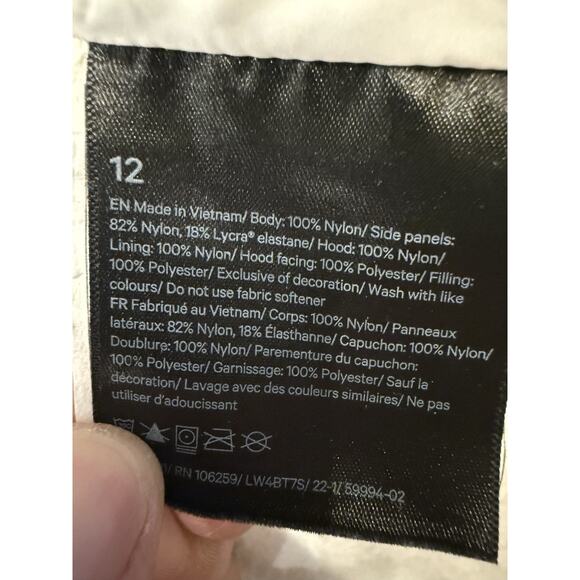 12
EN Made in Vietnam/ Body: 100% Nylon/ Side panels:
82% Nylon, 18% Lycra® elastane/ Hood: 100% Nylon/
Lining: 100% Nylon/ Hood facing: 100% Polyester/ Filling:
100% Polyester/ Exclusive of decoration/ Wash with like
colours/ Do not use fabric softener
FR Fabriqué au Vietnam/ Corps: 100% Nylon/ Panneaux
latéraux: 82% Nylon, 18% Élasthanne/ Capuchon: 100% Nylon/
Doublure: 100% Nylon/ Parementure du capuchon:
100% Polyester/ Garnissage: 100% Polyester/ Sauf la
décoration/ Lavage avec des couleurs similaires/ Ne pas
utiliser d'adoucissant
/ RN 106259/ LW4BT7S/ 22-1/ 59994-02